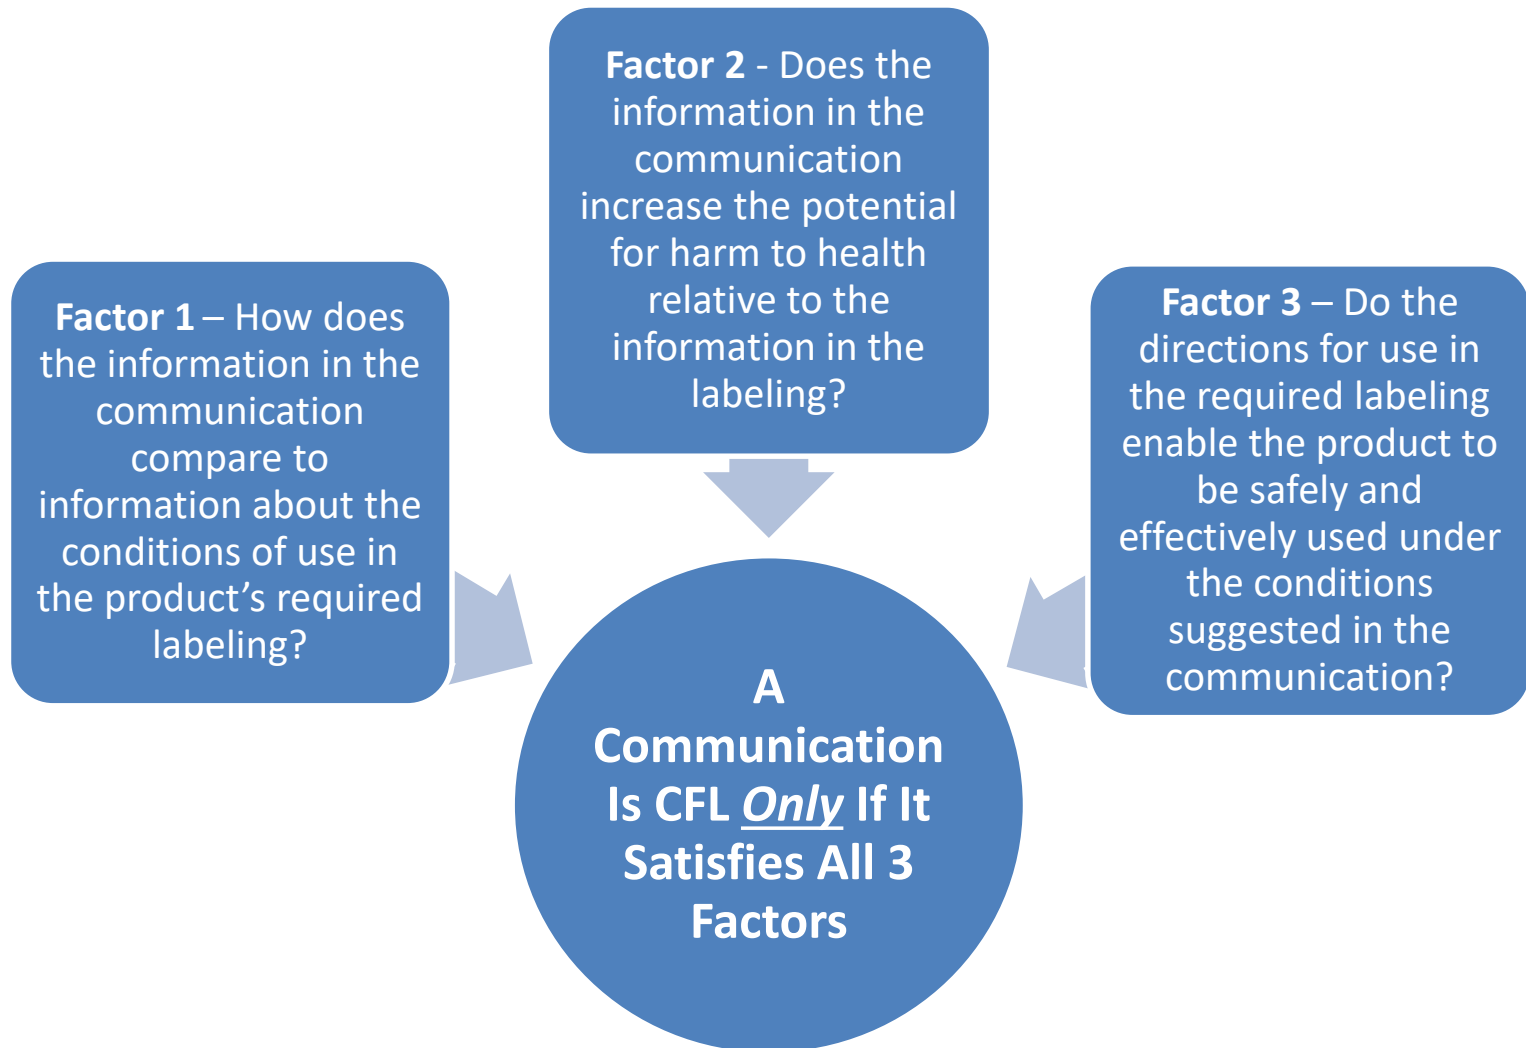 Factor 1 – How does
the information in the
communication
compare to
information about the
conditions of use in
the product’s required
labeling?
Factor 2 - Does the
information in the
communication
increase the potential
for harm to health
relative to the
information in the
labeling?
Factor 3 – Do the
directions for use in
the required labeling
enable the product to
be safely and
effectively used under
the conditions
suggested in the
communication?
A
Communication
Is CFL Only If It
Satisfies All 3
Factors